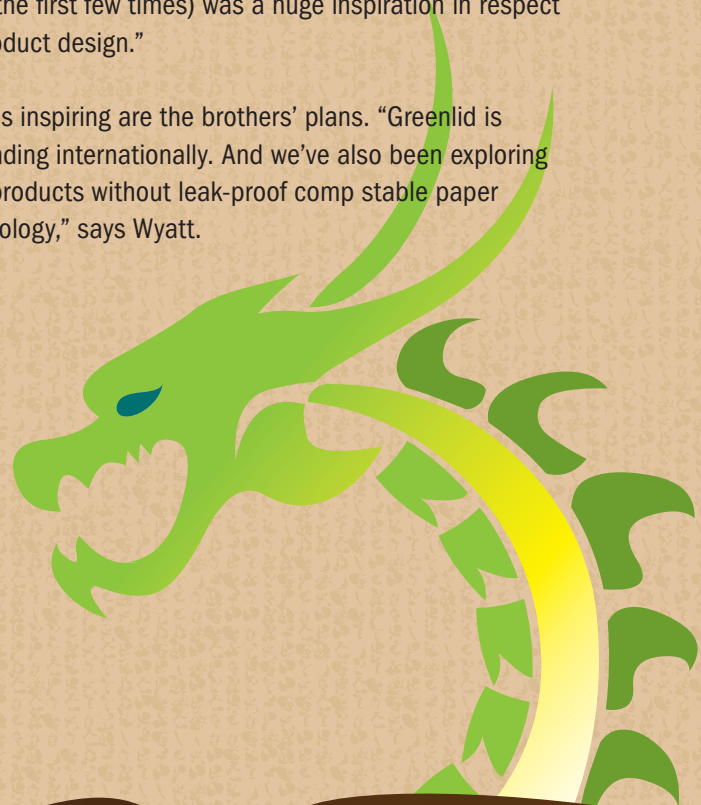 the first few times) was a huge inspiration in respect
oduct design.”
s inspiring are the brothers’ plans. “Greenlid is
nding internationally. And we’ve also been exploring
products without leak-proof comp stable paper
ology,” says Wyatt.